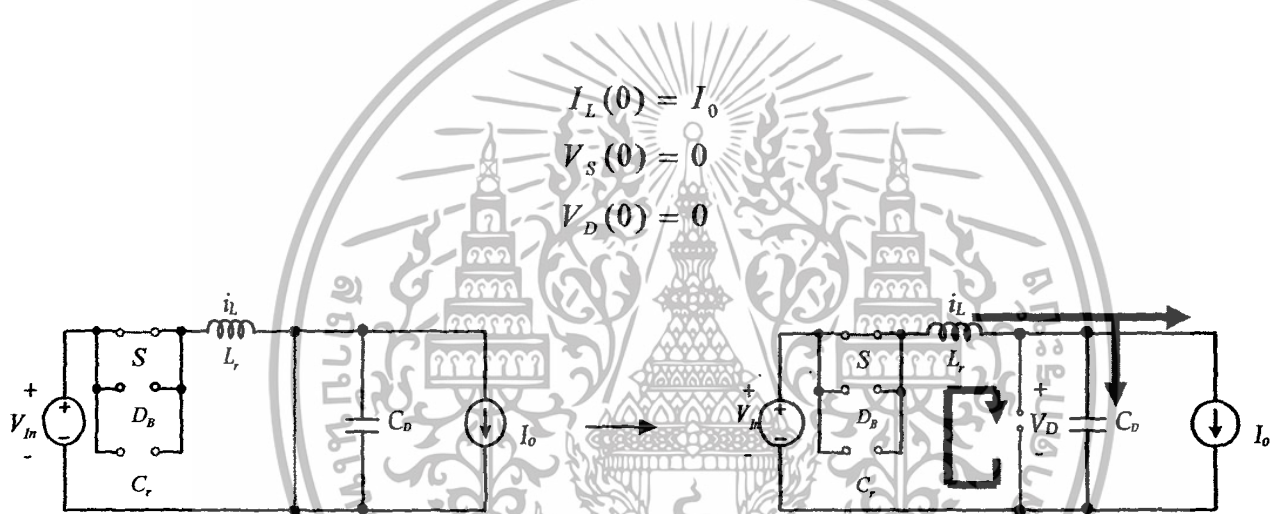 I_L(0) = I_0
V_S(0) = 0
V_D(0) = 0
i_L
+
V_In
-
+
-
S
L_r
D_B
C_r
C_D
I_o
i_L
+
V_In
-
+
-
S
L_r
D_B
C_r
+
V_D
-
C_D
I_o